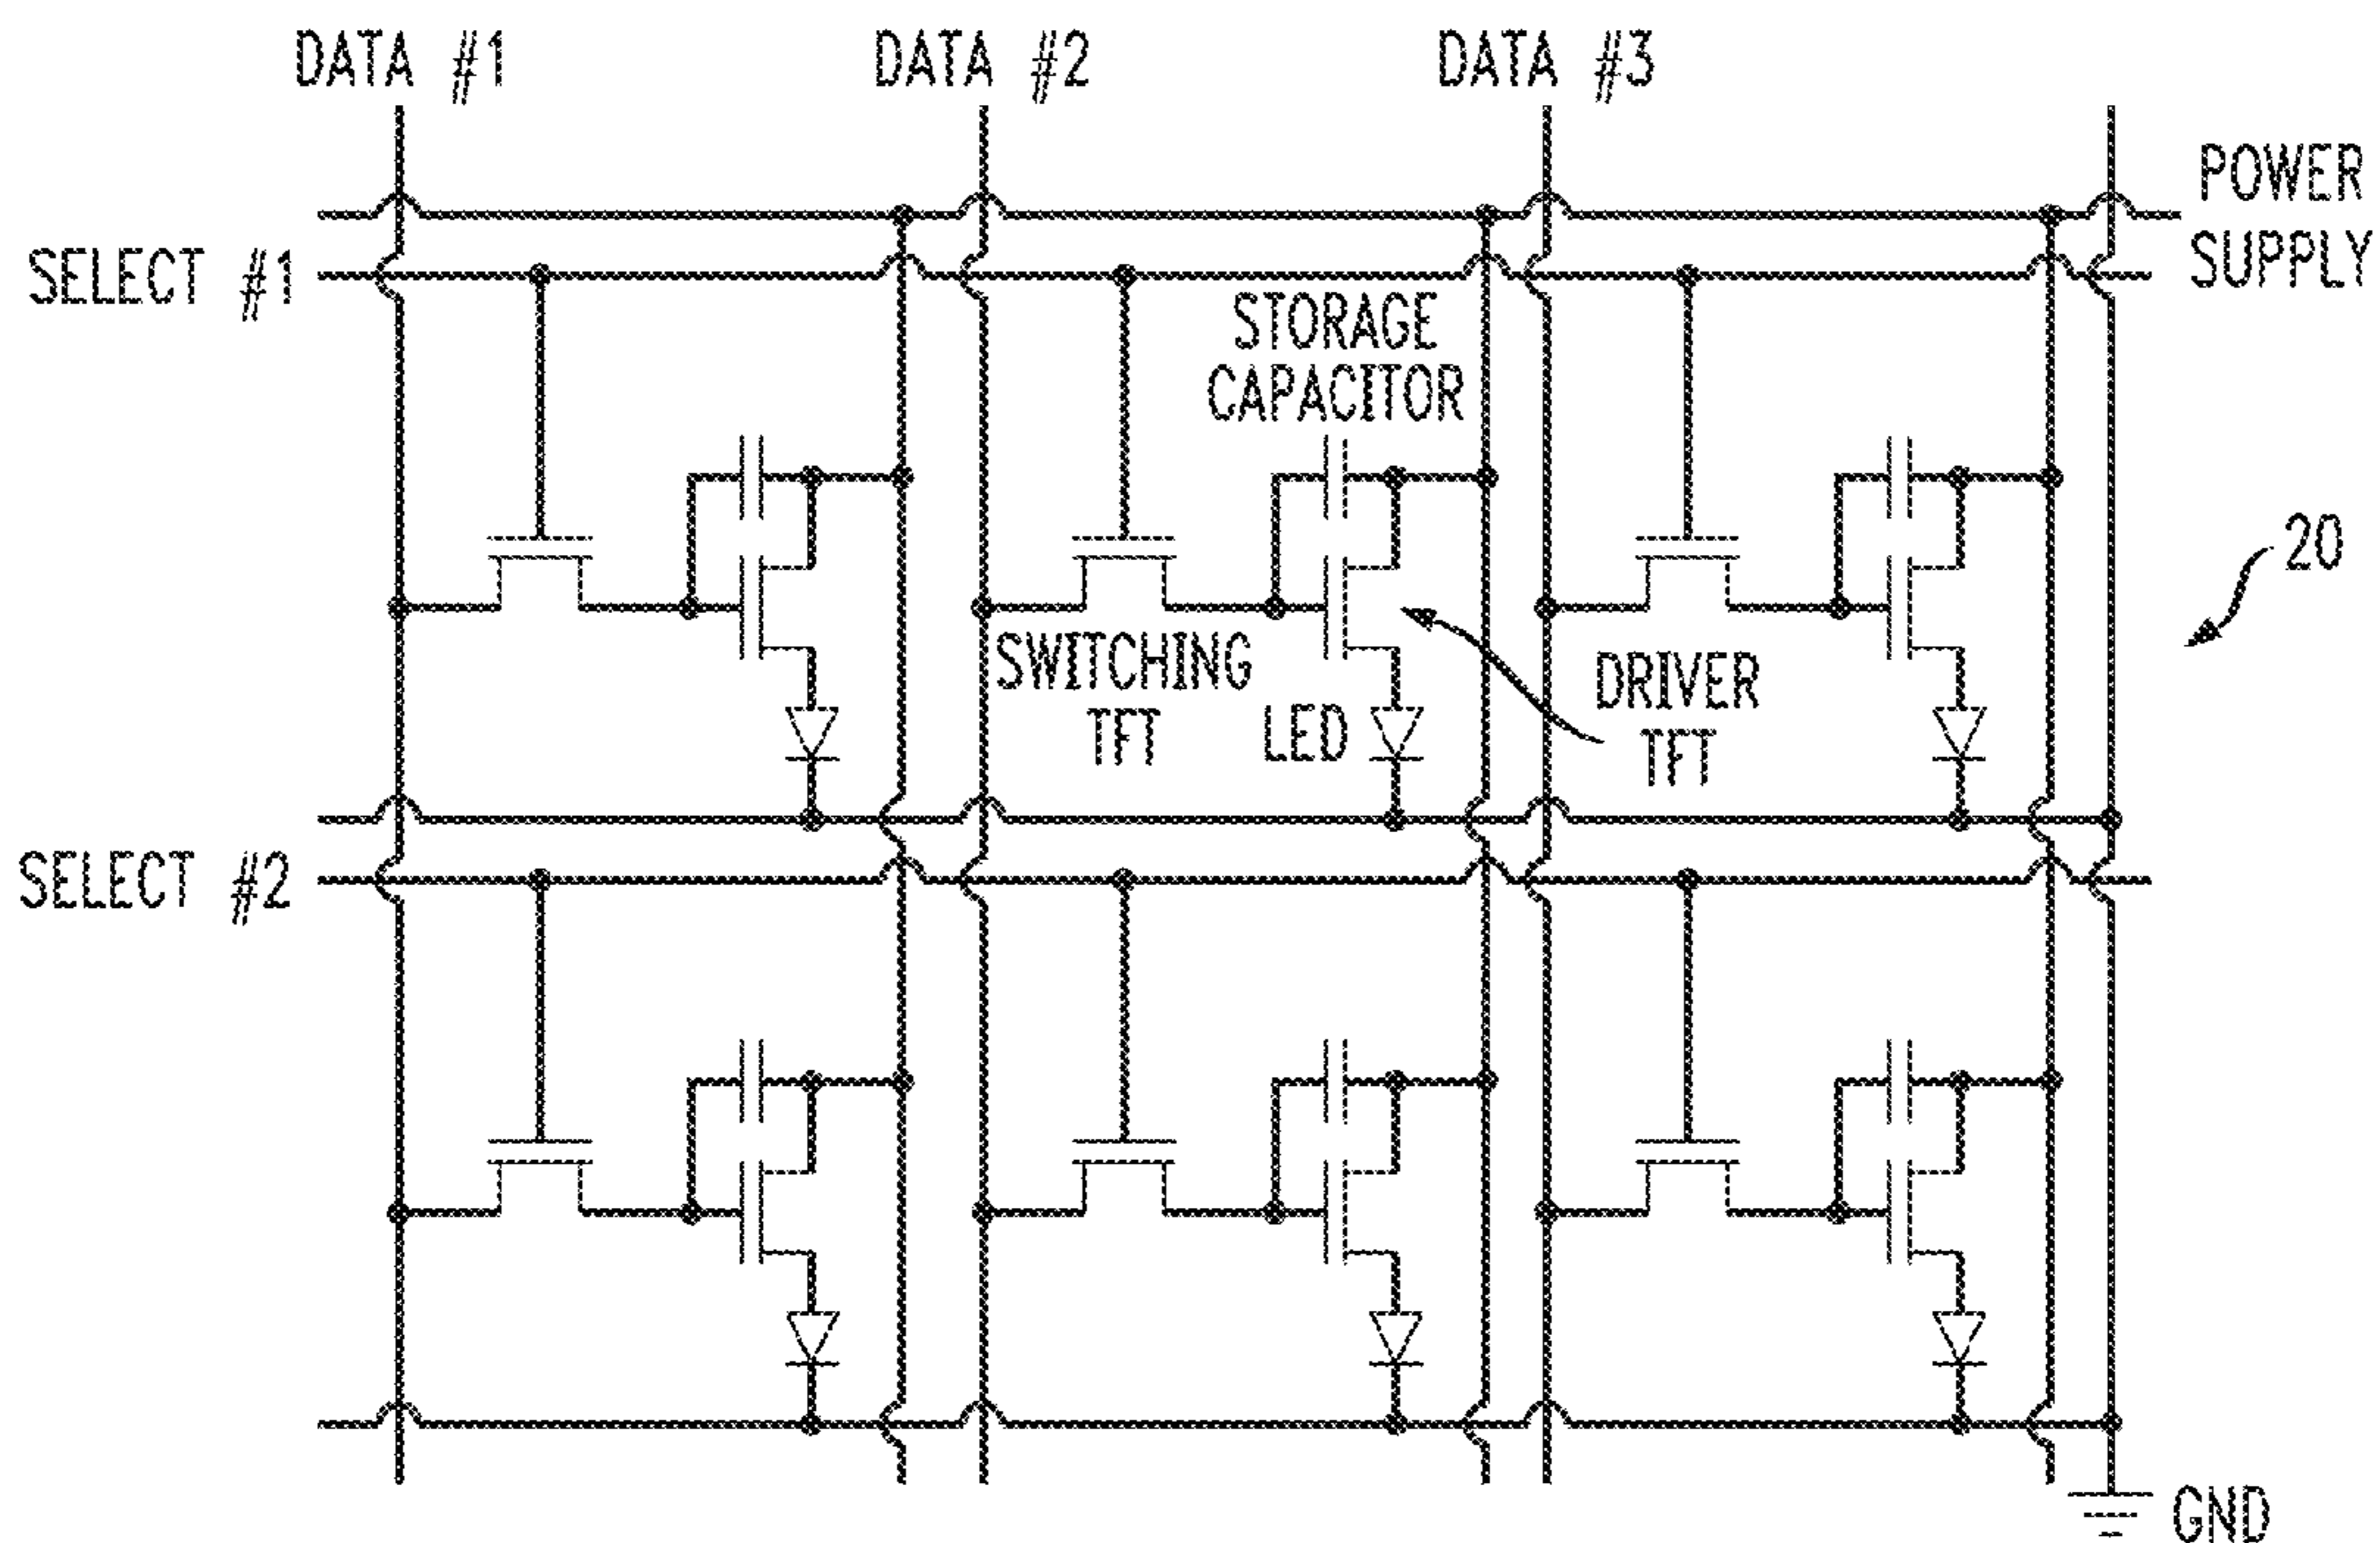 DATA #1
DATA #2
DATA #3
POWER
SUPPLY
SELECT #1
STORAGE
CAPACITOR
20
SWITCHING
TFT
LED
DRIVER
TFT
SELECT #2
GND